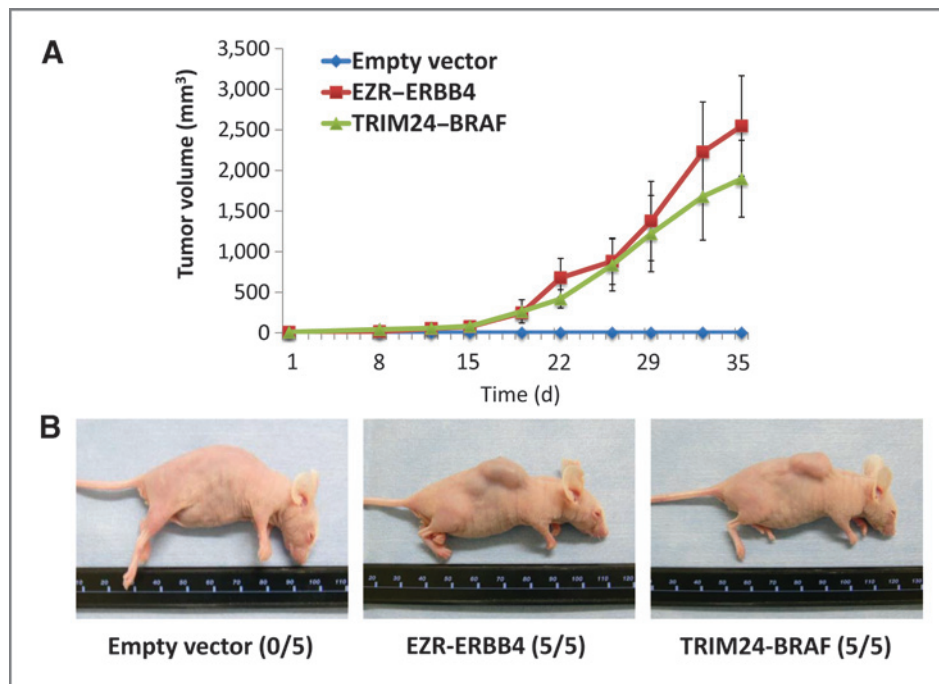 A
Tumor volume (mm³)
3,500
3,000
2,500
2,000
1,500
1,000
500
0
Empty vector
EZR–ERBB4
TRIM24–BRAF
1 8 15 22 29 35
Time (d)
B
Empty vector (0/5) EZR-ERBB4 (5/5) TRIM24-BRAF (5/5)